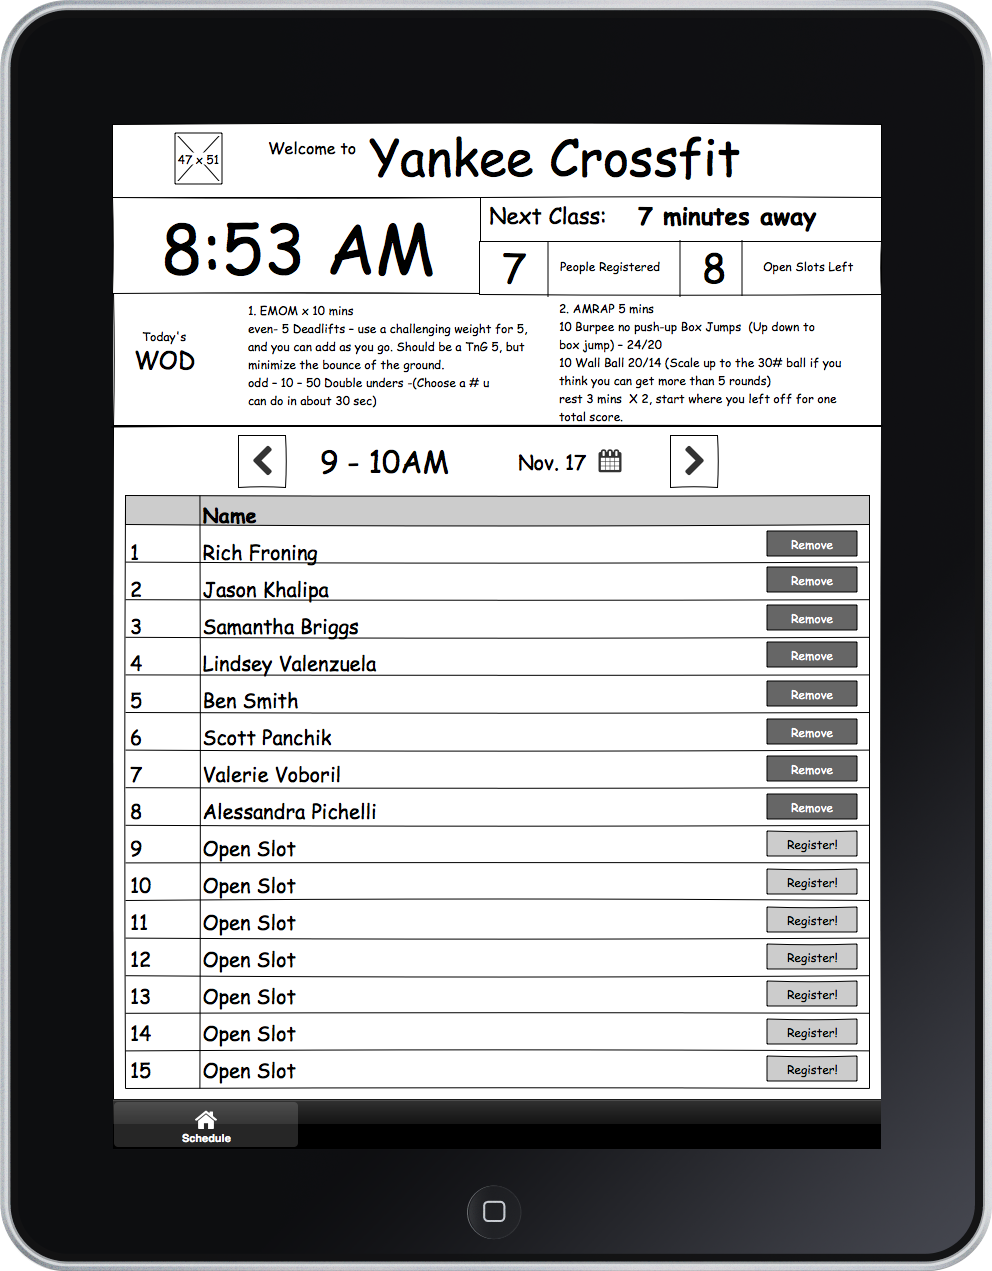 47 x 51
Welcome to Yankee Crossfit
8:53 AM
Next Class: 7 minutes away
7 People Registered 8 Open Slots Left
Today's
WOD
1. EMOM x 10 mins
even- 5 Deadlifts – use a challenging weight for 5,
and you can add as you go. Should be a TnG 5, but
minimize the bounce of the ground.
odd – 10 – 50 Double unders -(Choose a # u
can do in about 30 sec)
2. AMRAP 5 mins
10 Burpee no push-up Box Jumps (Up down to
box jump) – 24/20
10 Wall Ball 20/14 (Scale up to the 30# ball if you
think you can get more than 5 rounds)
rest 3 mins X 2, start where you left off for one
total score.
9 - 10AM Nov. 17
Name
1 Rich Froning Remove
2 Jason Khalipa Remove
3 Samantha Briggs Remove
4 Lindsey Valenzuela Remove
5 Ben Smith Remove
6 Scott Panchik Remove
7 Valerie Voboril Remove
8 Alessandra Pichelli Remove
9 Open Slot Register!
10 Open Slot Register!
11 Open Slot Register!
12 Open Slot Register!
13 Open Slot Register!
14 Open Slot Register!
15 Open Slot Register!
Schedule